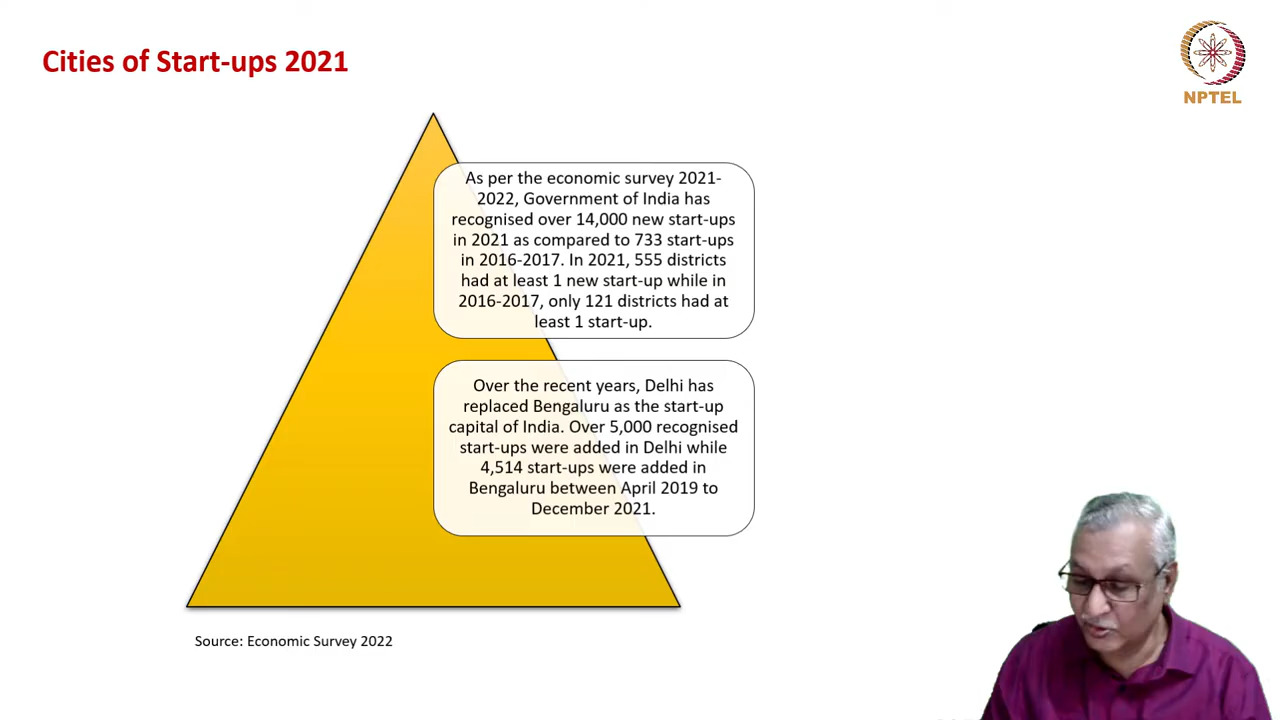 Cities of Start-ups 2021
NPTEL
As per the economic survey 2021-
2022, Government of India has
recognised over 14,000 new start-ups
in 2021 as compared to 733 start-ups
in 2016-2017. In 2021, 555 districts
had at least 1 new start-up while in
2016-2017, only 121 districts had at
least 1 start-up.
Over the recent years, Delhi has
replaced Bengaluru as the start-up
capital of India. Over 5,000 recognised
start-ups were added in Delhi while
4,514 start-ups were added in
Bengaluru between April 2019 to
December 2021.
Source: Economic Survey 2022